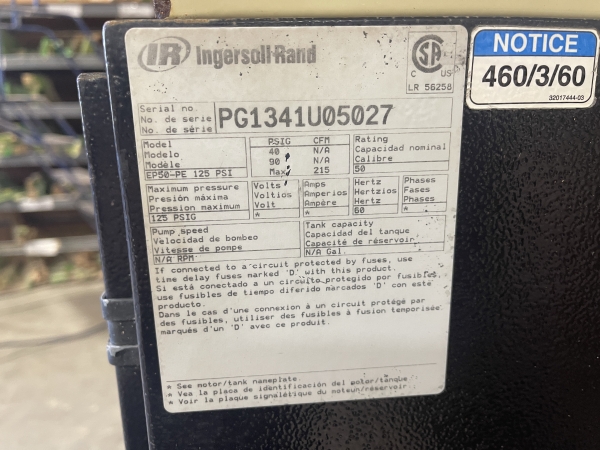 IR Ingersoll-Rand
CSA
C US
LR 56258
NOTICE
460/3/60
32017444-03
Serial no.
No. de serie
No. de série
PG1341U05027
Model
Modelo
Modèle
EP50-PE 125 PSI
PSIG CFM
40 N/A
90 N/A
Max. 215
Rating
Capacidad nominal
Calibre
50
Maximum pressure
Presión máxima
Pression maximum
125 PSIG
Volts
Voltios
Volt
*
Amps
Amperios
Ampère
*
Hertz
Hertzios
Hertz
60
Phases
Fases
Phases
*
Pump speed
Velocidad de bombeo
Vitesse de pompe
N/A RPM
Tank capacity
Capacidad del tanque
Capacité de réservoir
N/A Gal.
If connected to a circuit protected by fuses, use
time delay fuses marked 'D' with this product.
Si está conectado a un circuito protegido por fusibles,
use fusibles de tiempo diferido marcados 'D' con este
producto.
Dans le cas d'une connexion à un circuit protégé par
des fusibles, utiliser des fusibles à fusion temporisée
marqués d'un 'D' avec ce produit.
* See motor/tank nameplate.
* Vea la placa de identificación del motor/tanque
* Voir la plaque signalétique du moteur/réservoir